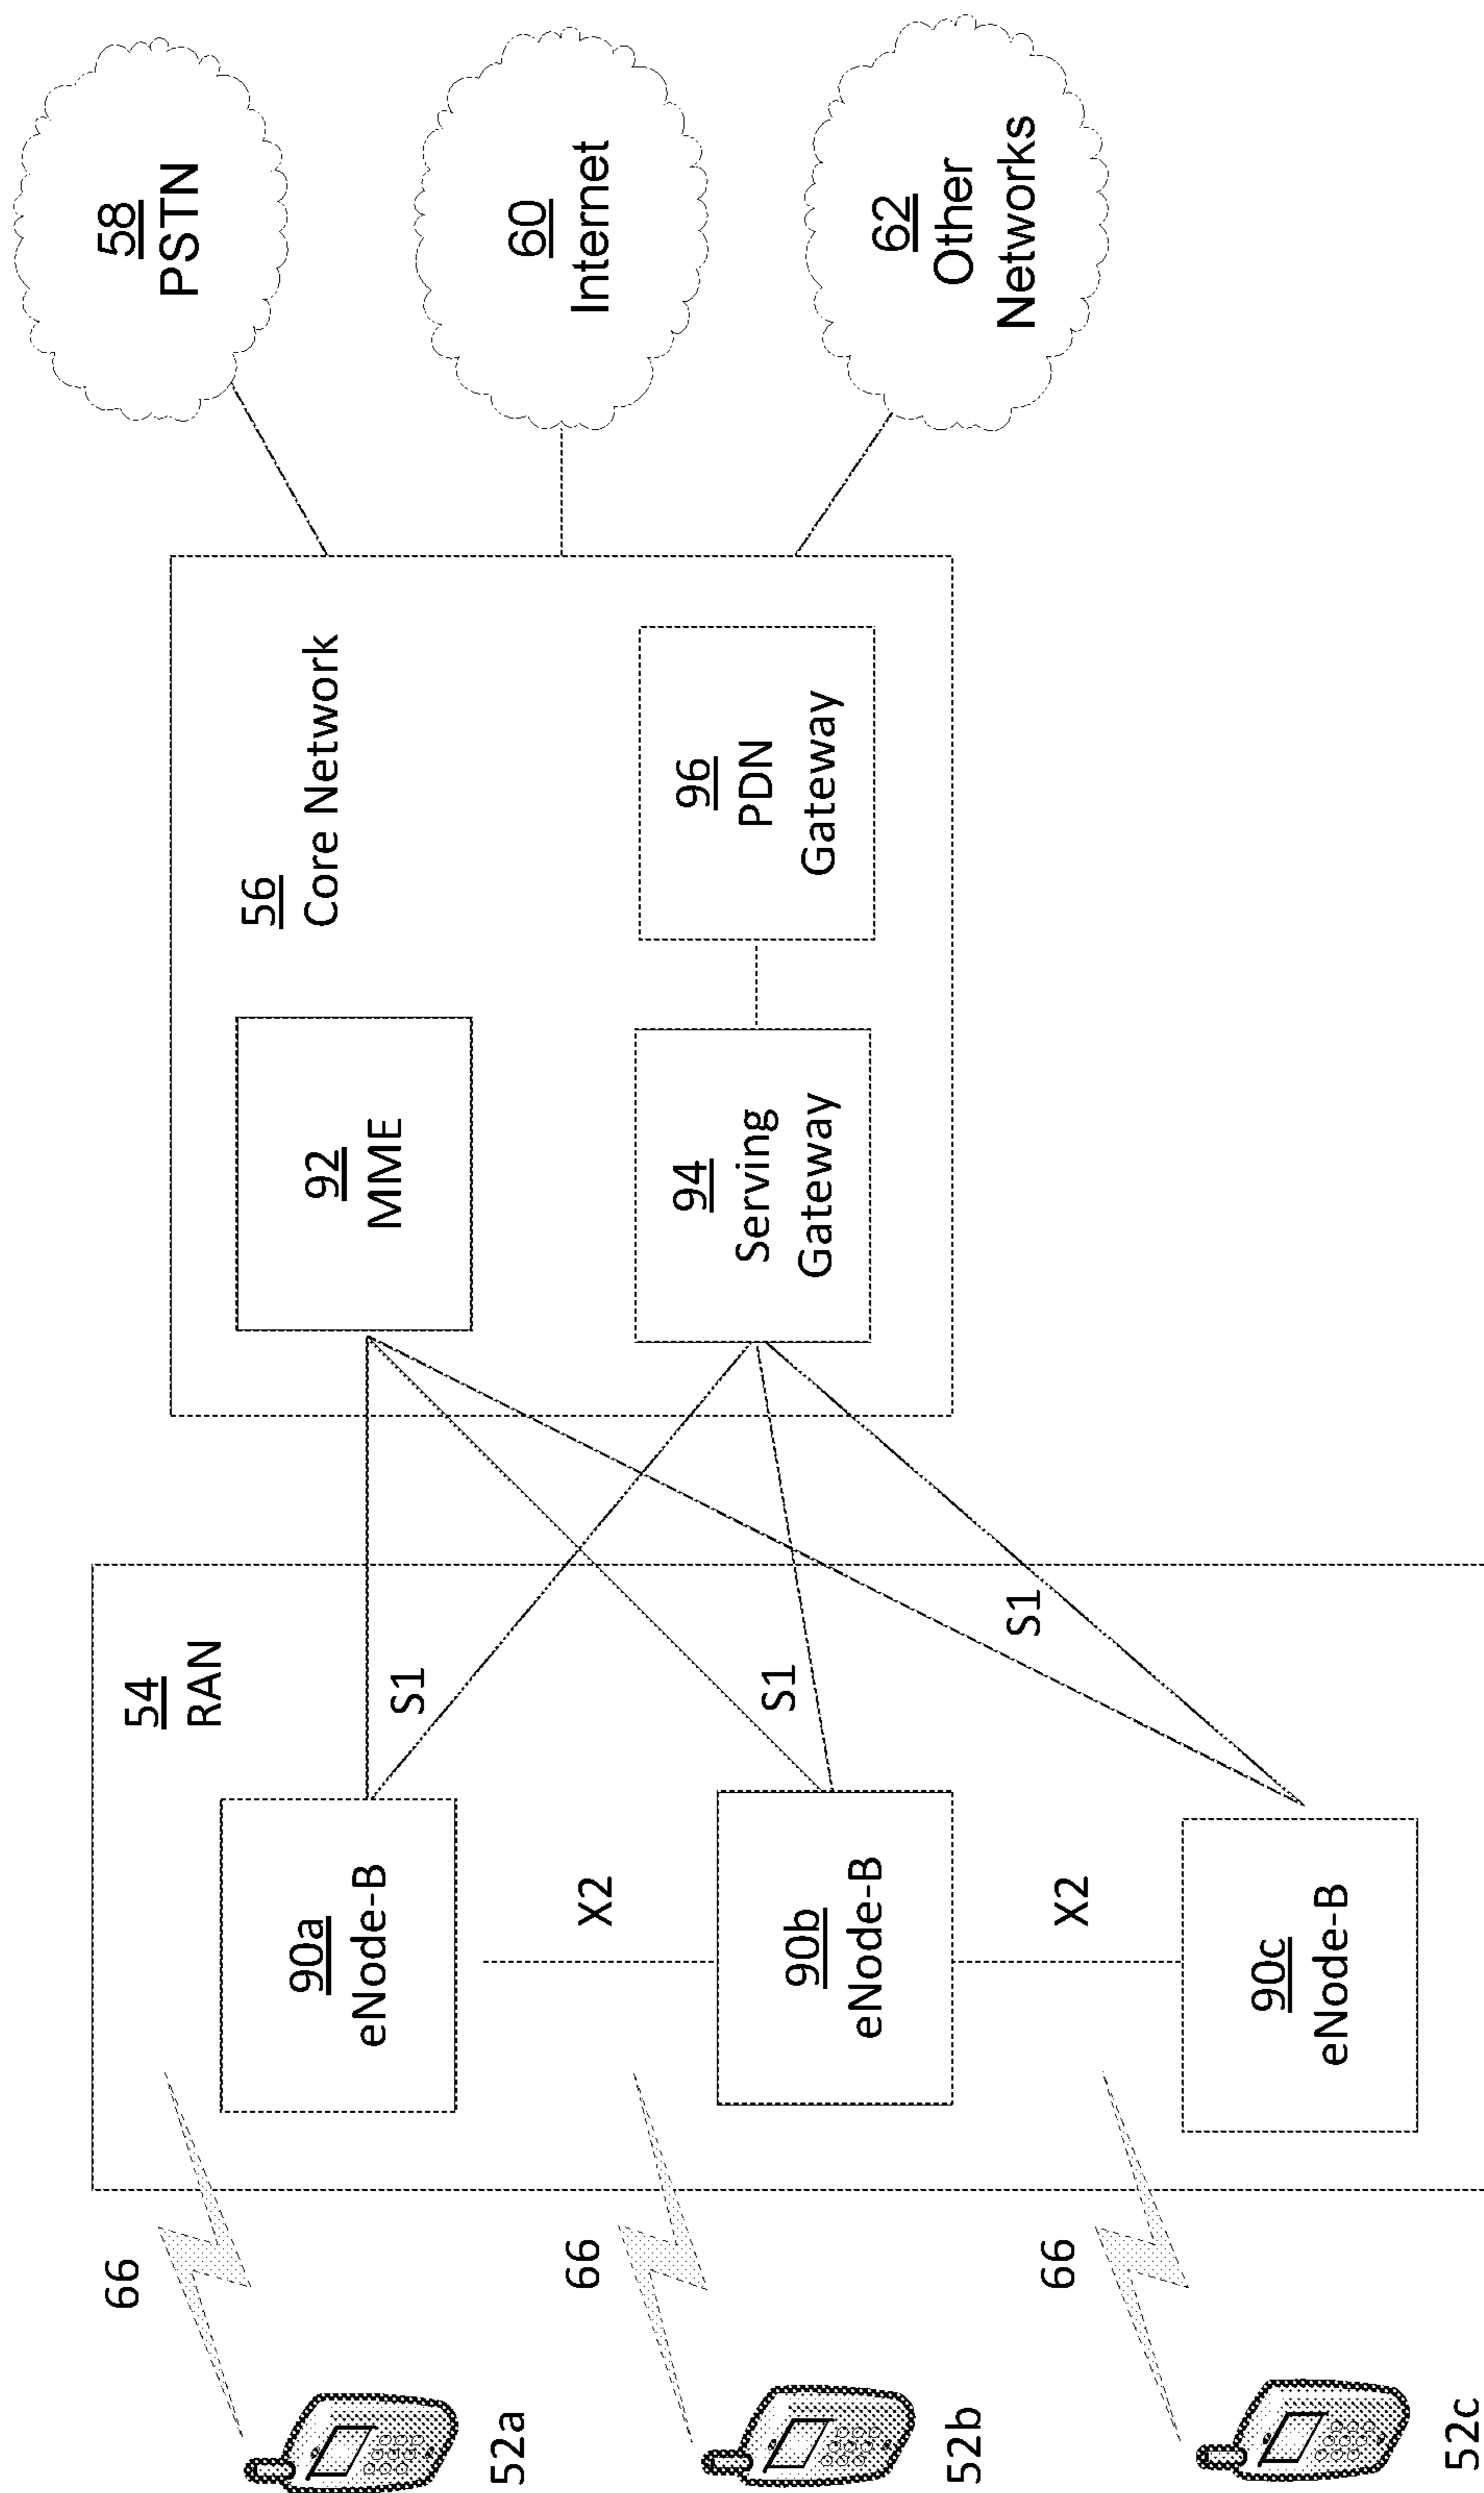 66
52a
66
52b
66
52c
54
RAN
90a
eNode-B
X2
90b
eNode-B
X2
90c
eNode-B
S1
S1
S1
56
Core Network
92
MME
94
Serving
Gateway
96
PDN
Gateway
58
PSTN
60
Internet
62
Other
Networks